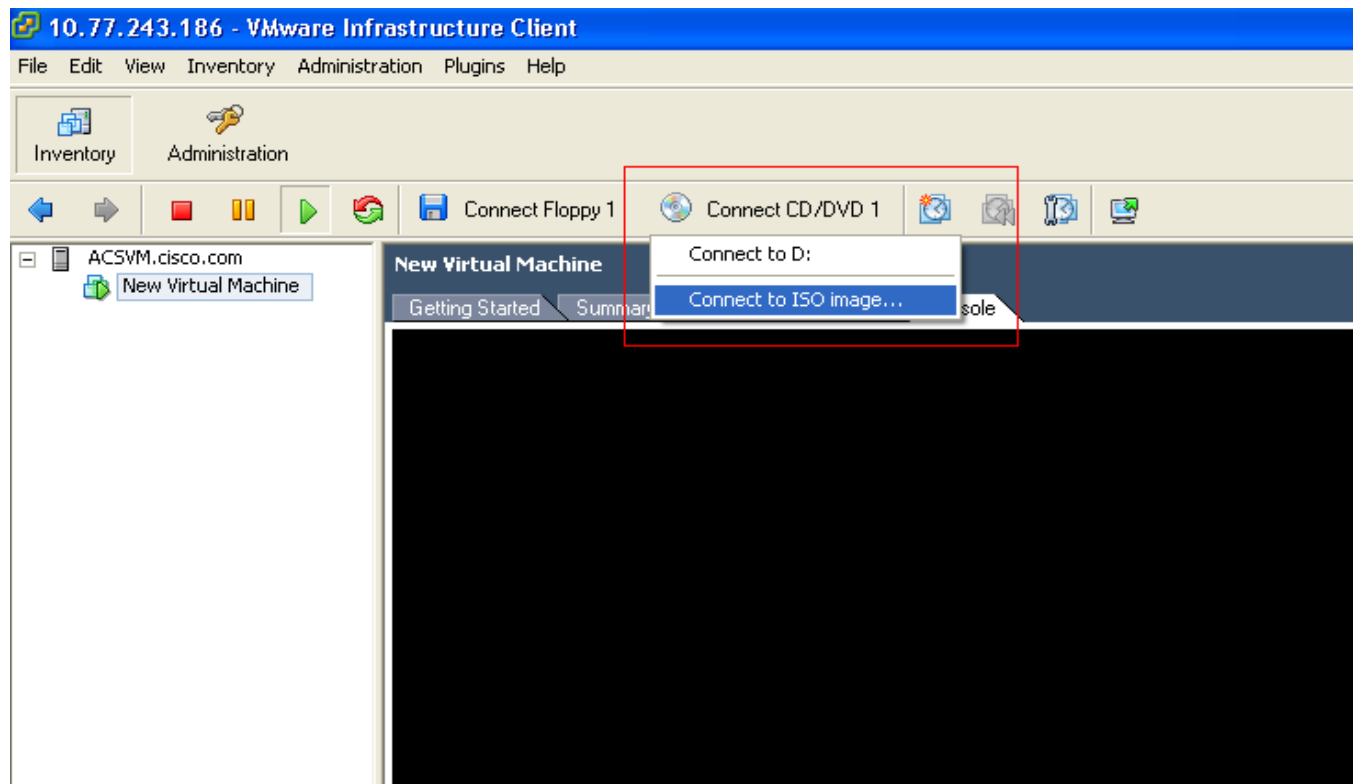 10.77.243.186 - VMware Infrastructure Client
File Edit View Inventory Administration Plugins Help
Inventory Administration
Connect Floppy 1 Connect CD/DVD 1
Connect to D:
Connect to ISO image...
ACSVM.cisco.com
New Virtual Machine
New Virtual Machine
Getting Started Summary